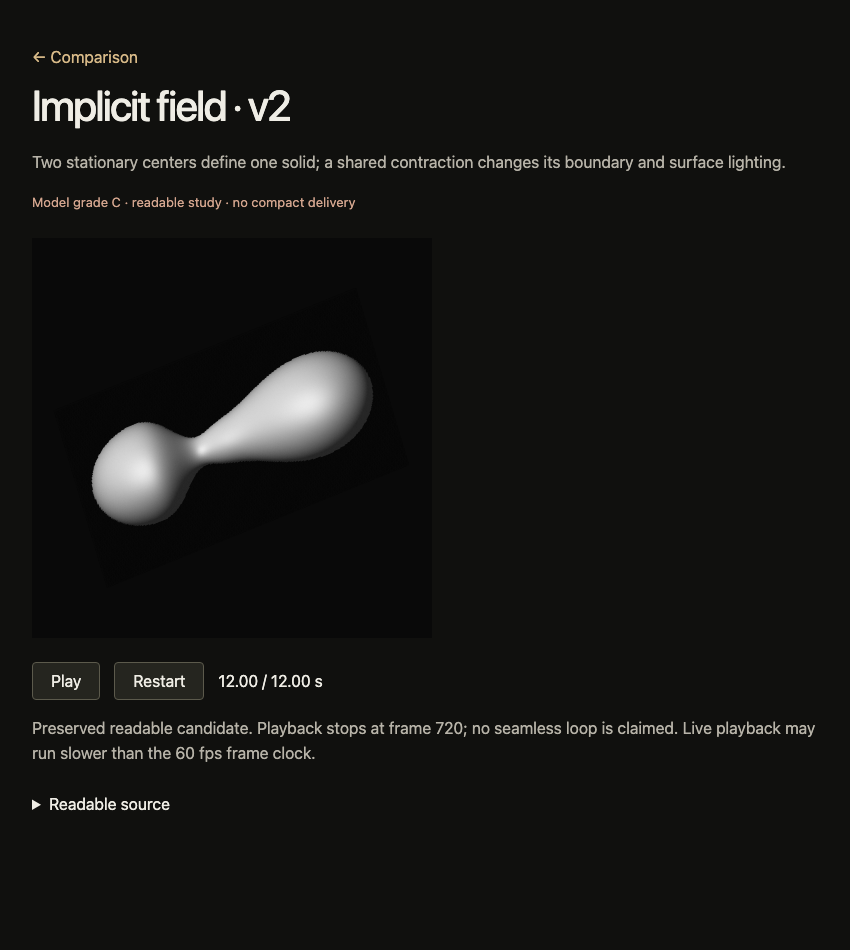 ← Comparison
Implicit field · v2
Two stationary centers define one solid; a shared contraction changes its boundary and surface lighting.
Model grade C · readable study · no compact delivery
Play
Restart
12.00 / 12.00 s
Preserved readable candidate. Playback stops at frame 720; no seamless loop is claimed. Live playback may
run slower than the 60 fps frame clock.
▶ Readable source